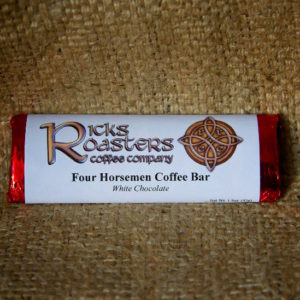 Ricks
Roasters
coffee company
Four Horsemen Coffee Bar
White Chocolate